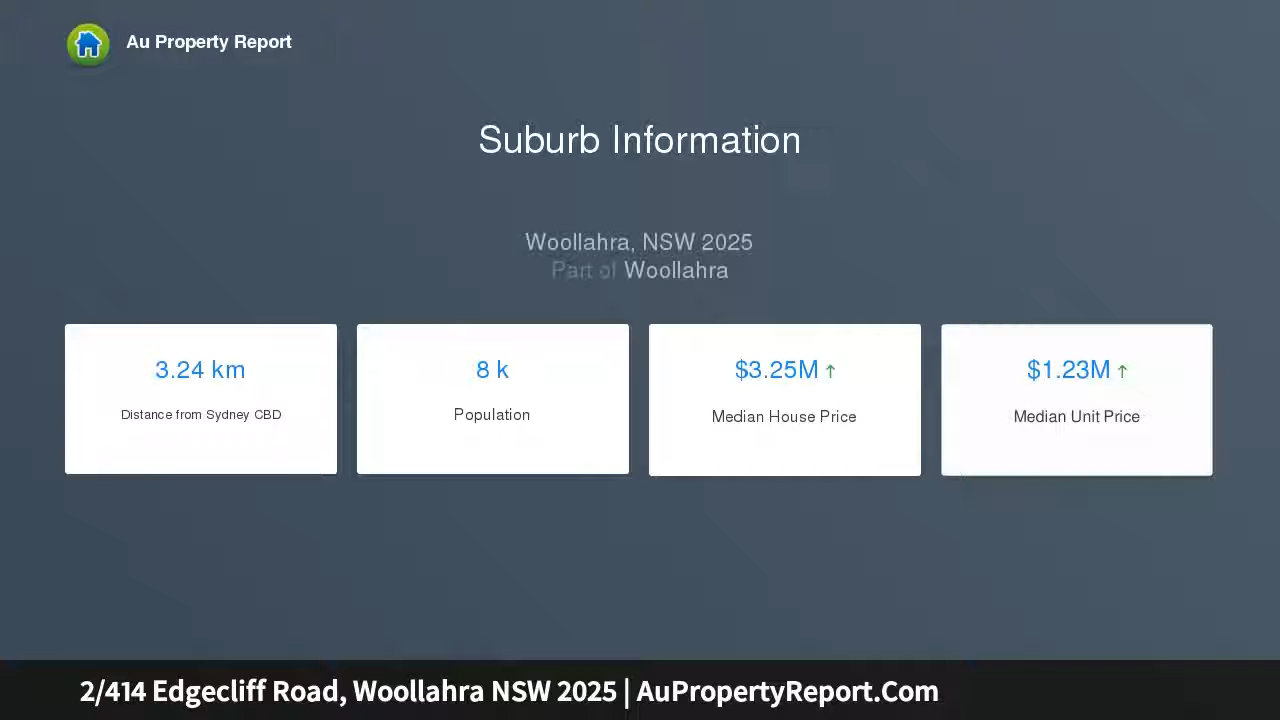 Au Property Report
Suburb Information
Woollahra, NSW 2025
Part of Woollahra
3.24 km
Distance from Sydney CBD
8 k
Population
$3.25M ↑
Median House Price
$1.23M ↑
Median Unit Price
2/414 Edgecliff Road, Woollahra NSW 2025 | AuPropertyReport.Com